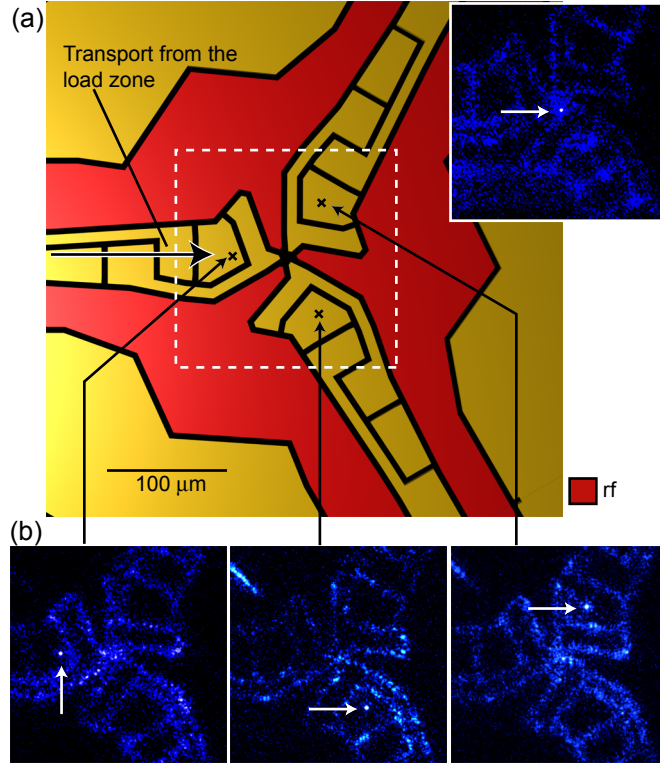 (a)
Transport from the
load zone
100 μm
rf
(b)